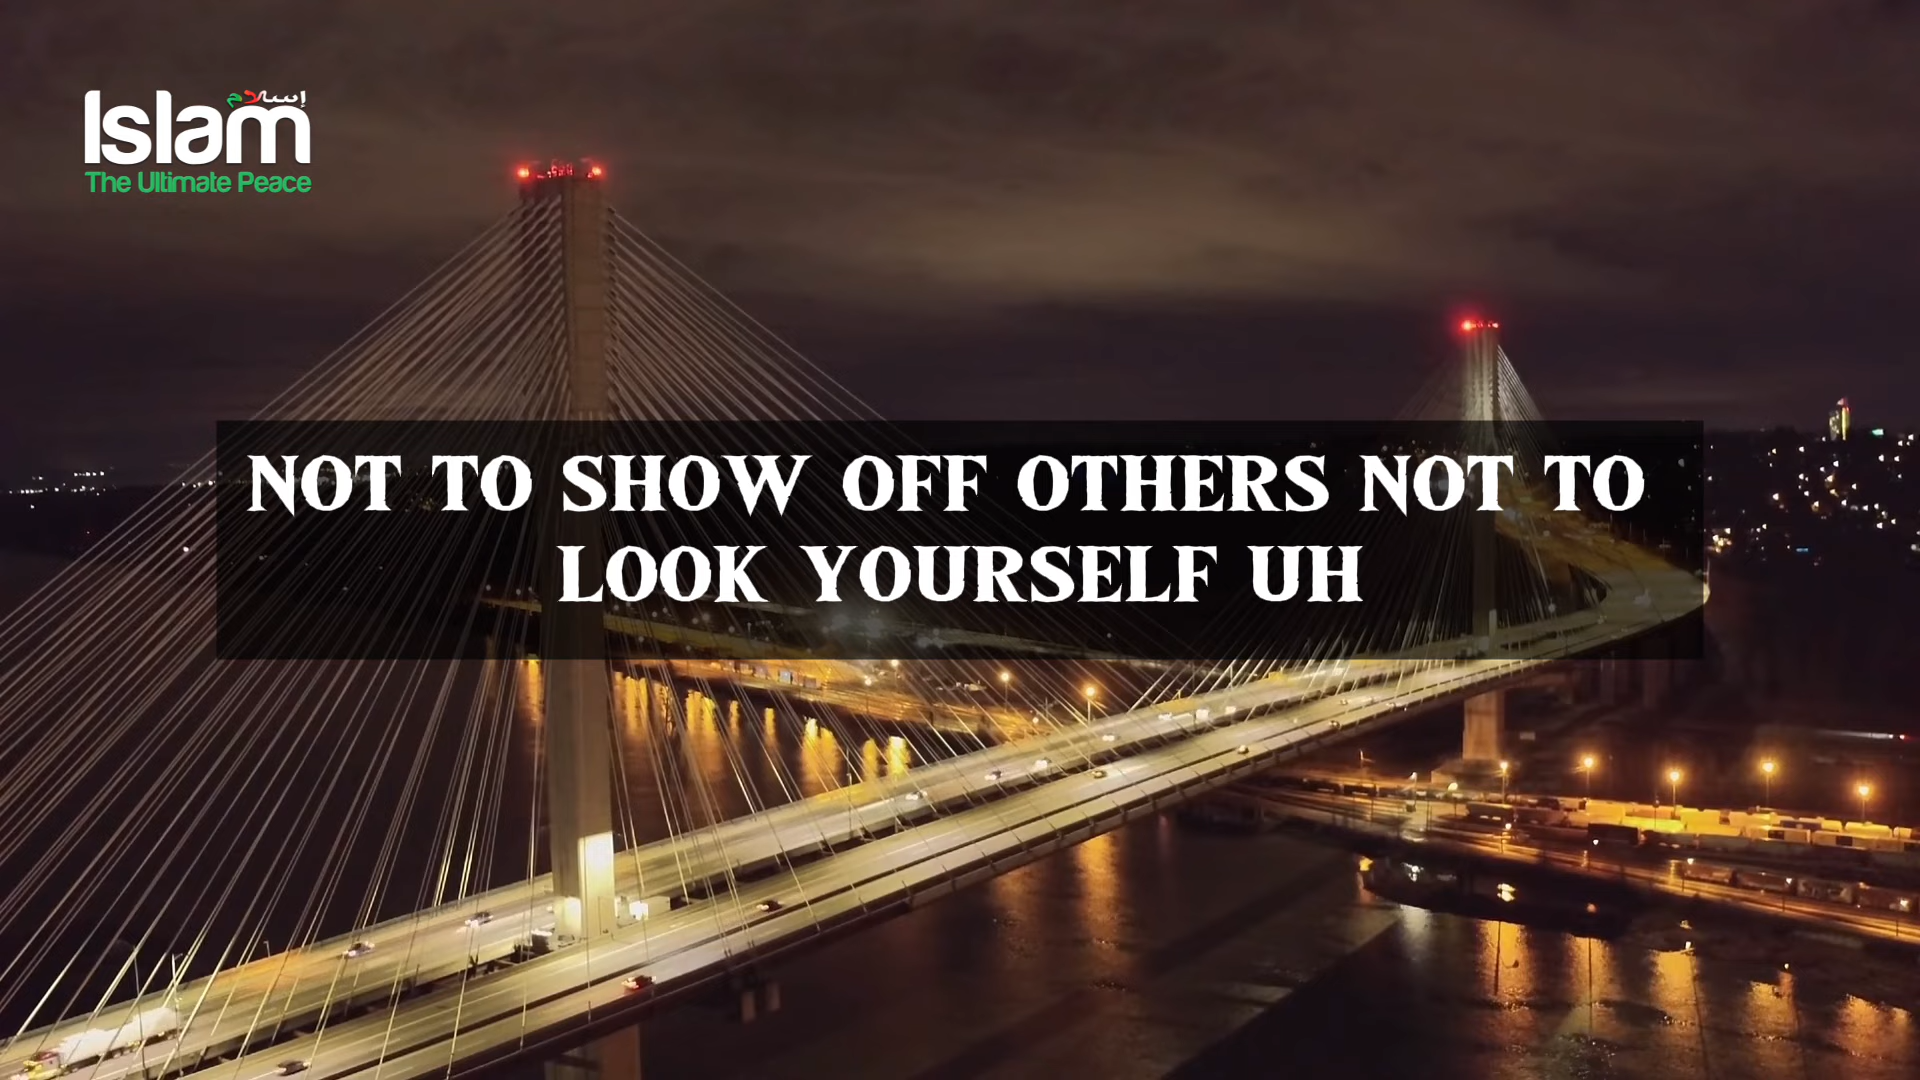 إسلام
Islam
The Ultimate Peace
NOT TO SHOW OFF OTHERS NOT TO
LOOK YOURSELF UH